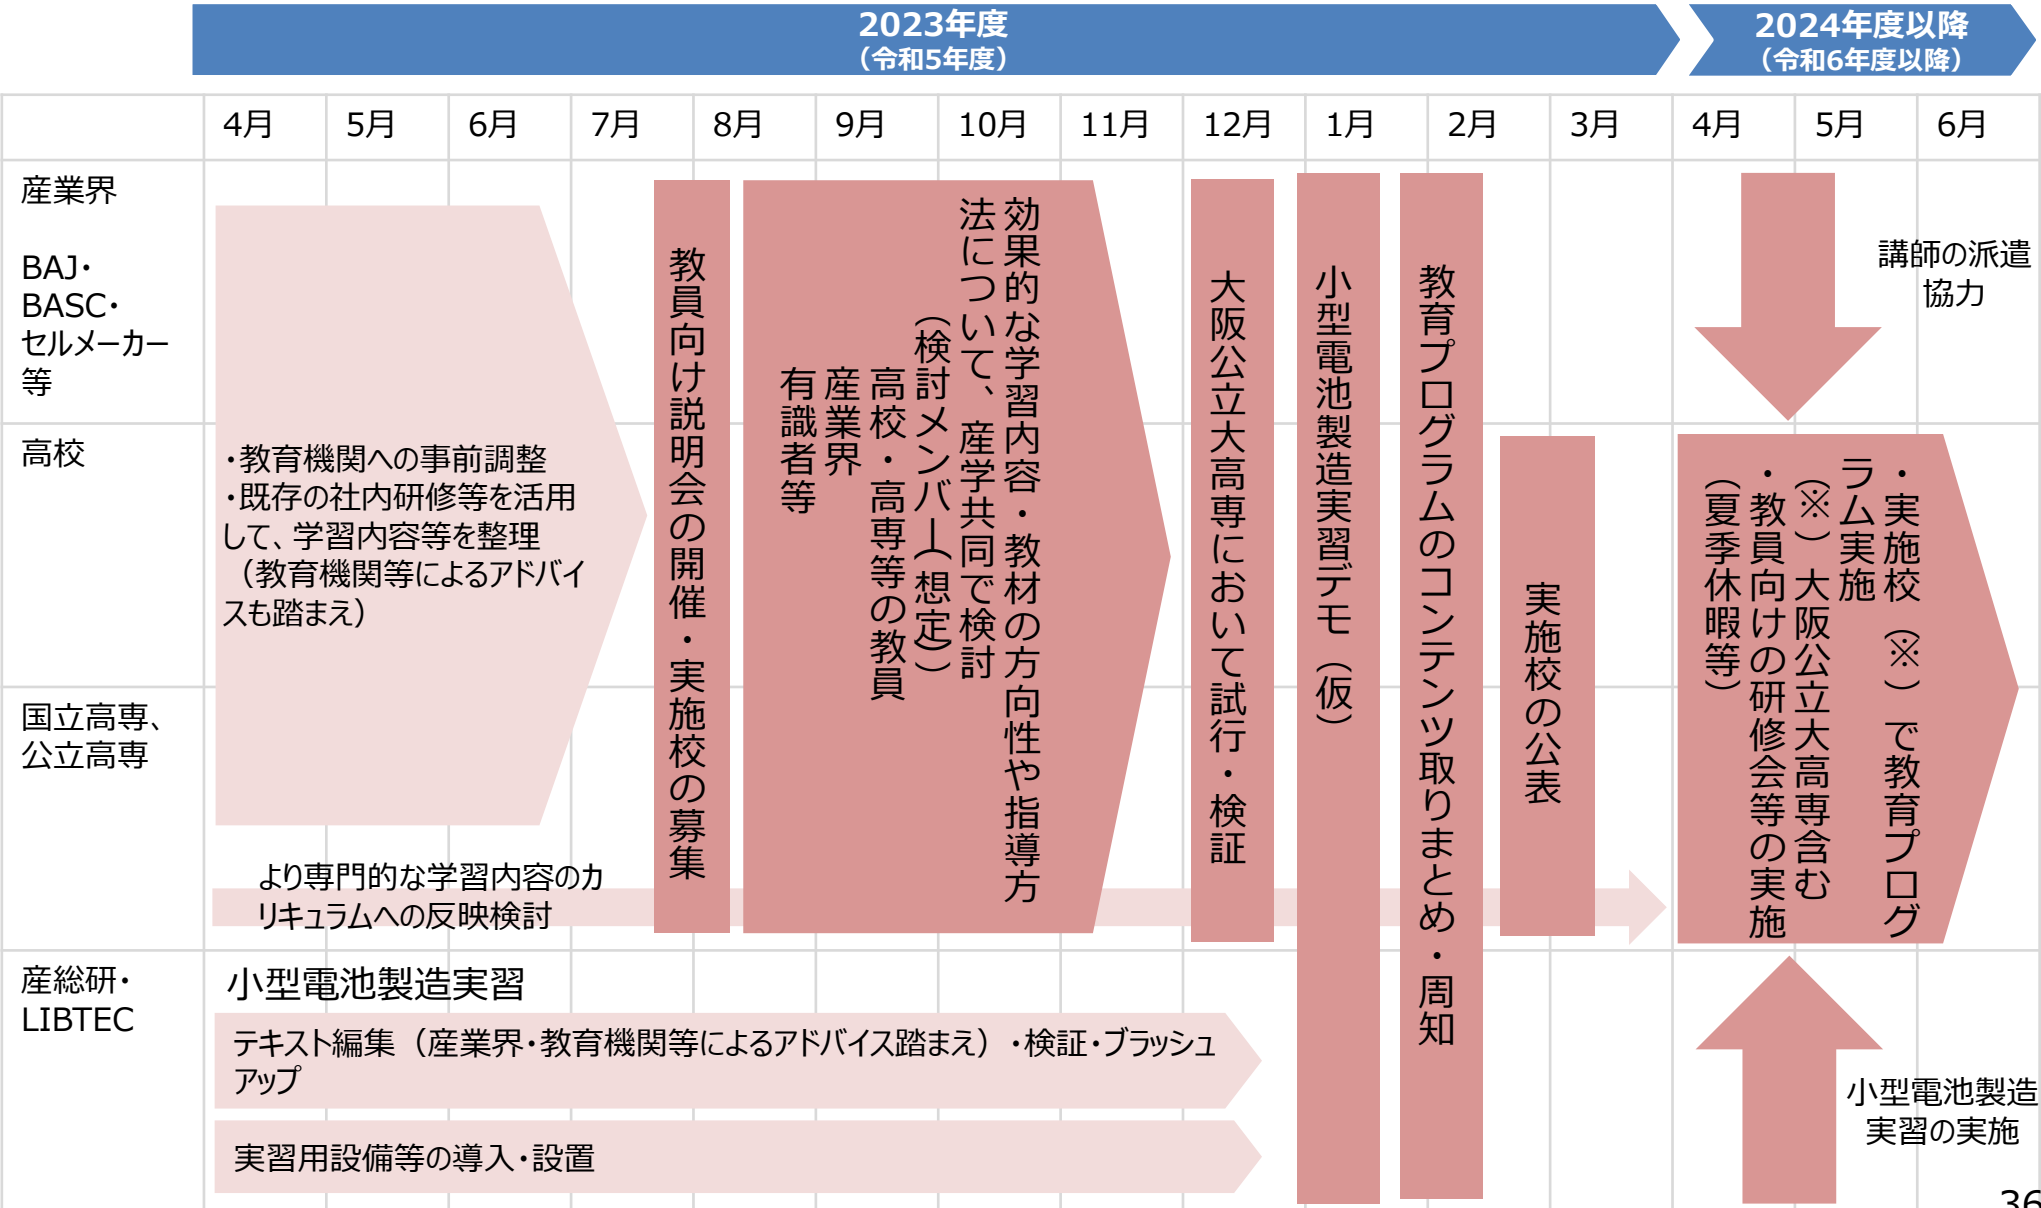 2023年度
（令和5年度）
2024年度以降
（令和6年度以降）
4月
5月
6月
7月
8月
9月
10月
11月
12月
1月
2月
3月
4月
5月
6月
産業界
BAJ・
BASC・
セルメーカー
等
高校
国立高専、
公立高専
産総研・
LIBTEC
・教育機関への事前調整
・既存の社内研修等を活用
して、学習内容等を整理
（教育機関等によるアドバイ
スも踏まえ）
教員向け説明会の開催・実施校の募集
効果的な学習内容・教材の方向性や指導方
法について、産学共同で検討
（検討メンバー（想定））
高校・高専等の教員
産業界
有識者等
大阪公立大高専において試行・検証
小型電池製造実習デモ（仮）
教育プログラムのコンテンツ取りまとめ・周知
実施校の公表
講師の派遣
協力
・実施校（※）で教育プログ
ラム実施
（※）大阪公立大高専含む
・教員向けの研修会等の実施
（夏季休暇等）
より専門的な学習内容のカ
リキュラムへの反映検討
小型電池製造実習
テキスト編集（産業界・教育機関等によるアドバイス踏まえ）・検証・ブラッシュ
アップ
実習用設備等の導入・設置
小型電池製造
実習の実施
36